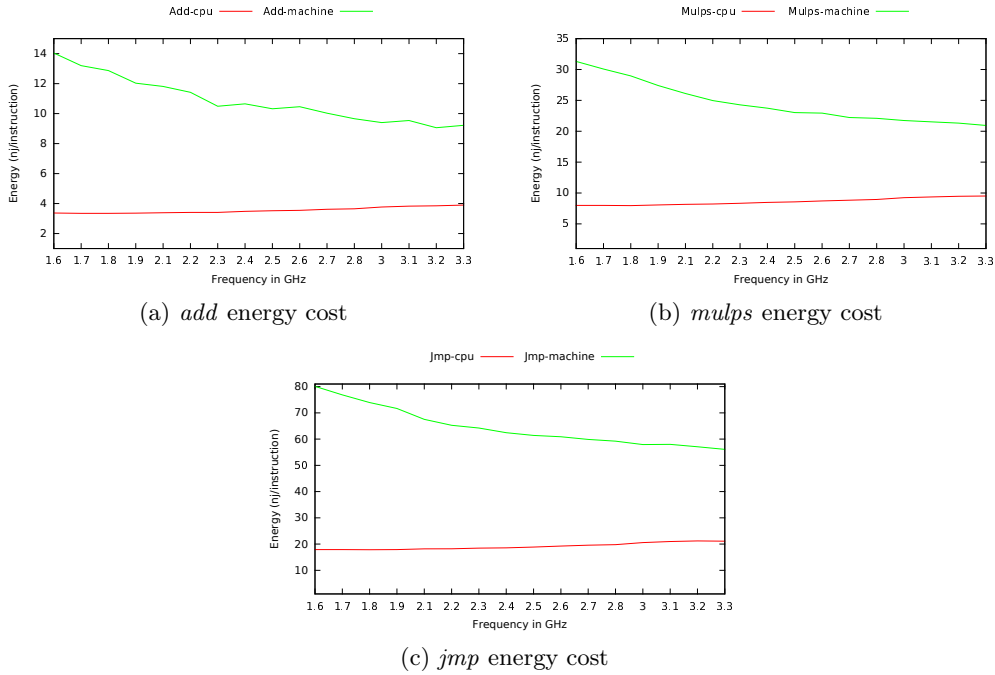 Add-cpu Add-machine
Energy (nj/instruction)
14
12
10
8
6
4
2
1.6 1.7 1.8 1.9 2.1 2.2 2.3 2.4 2.5 2.6 2.7 2.8 3 3.1 3.2 3.3
Frequency in GHz
(a) add energy cost
Mulps-cpu Mulps-machine
Energy (nj/instruction)
35
30
25
20
15
10
5
1.6 1.7 1.8 1.9 2.1 2.2 2.3 2.4 2.5 2.6 2.7 2.8 3 3.1 3.2 3.3
Frequency in GHz
(b) mulps energy cost
Jmp-cpu Jmp-machine
Energy (nj/instruction)
80
70
60
50
40
30
20
10
1.6 1.7 1.8 1.9 2.1 2.2 2.3 2.4 2.5 2.6 2.7 2.8 3 3.1 3.2 3.3
Frequency in GHz
(c) jmp energy cost